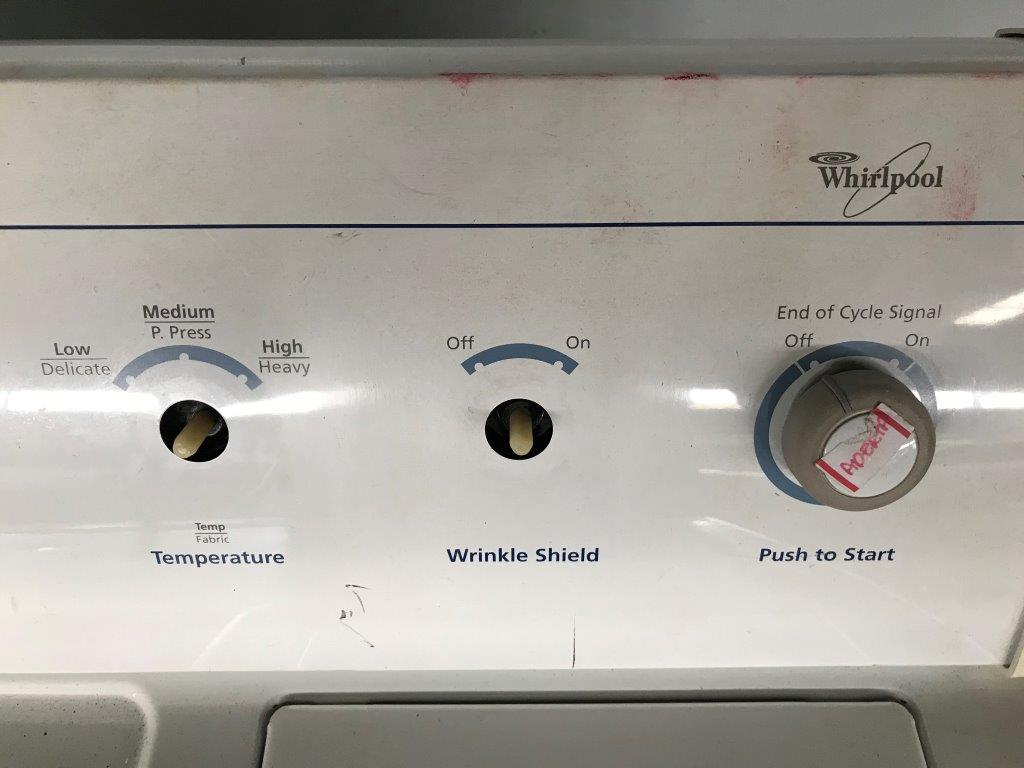 Whirlpool
End of Cycle Signal
Off On
Medium
P. Press
Low
Delicate
High
Heavy
Off On
Temp
Fabric
Temperature
Wrinkle Shield
Push to Start